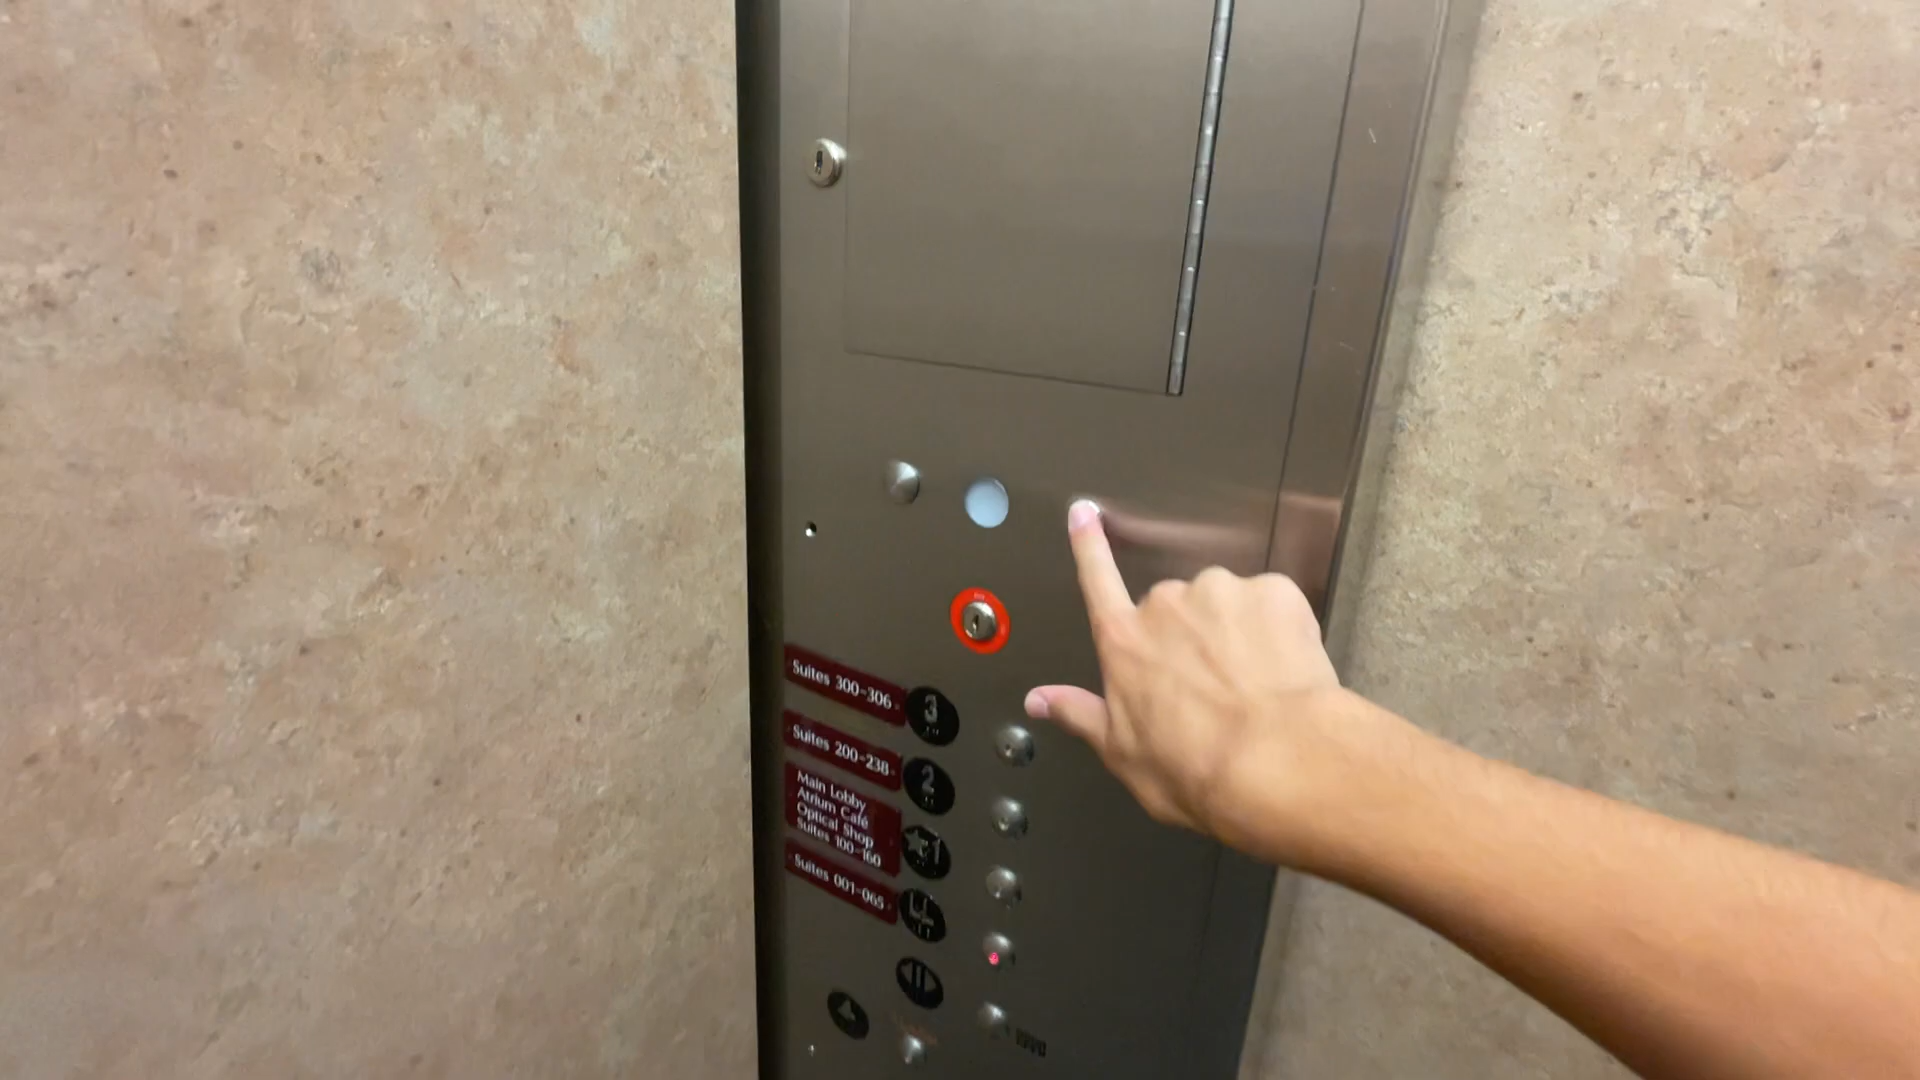 Suites 300-306
3
Suites 200-238
2
Main Lobby
Atrium Café
Optical Shop
Suites 100-160
★1
Suites 001-065
LL